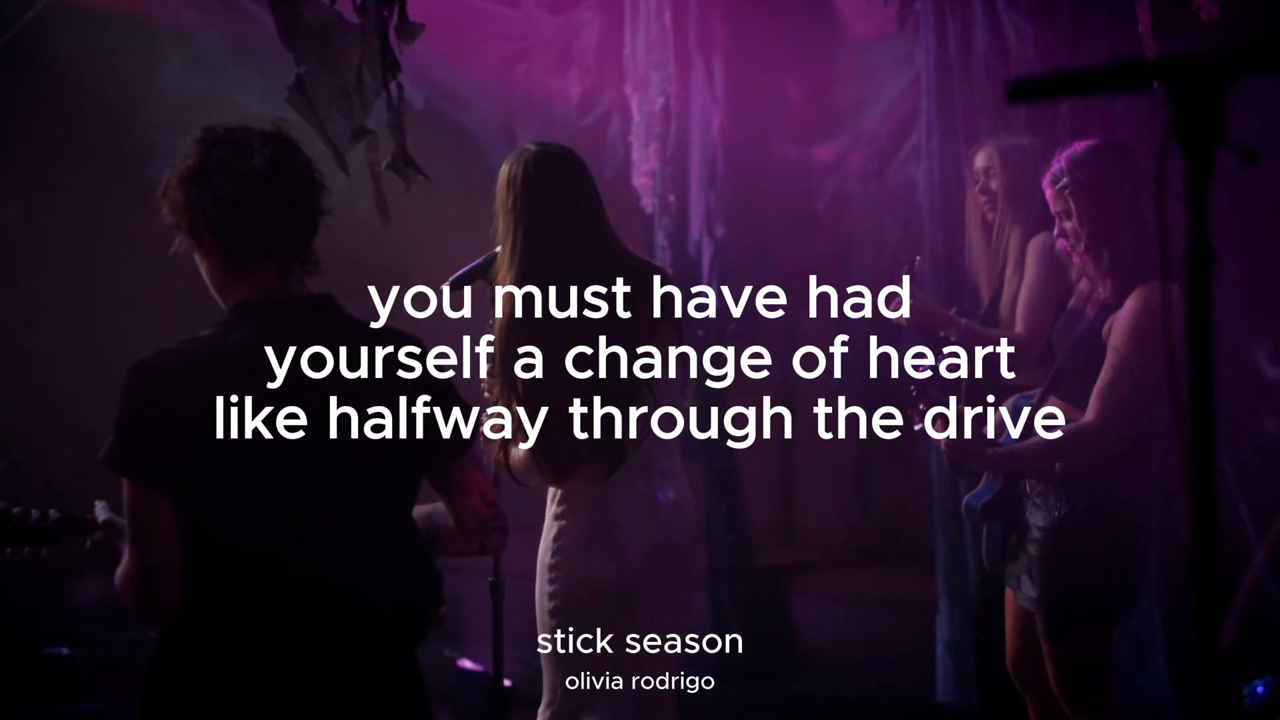 you must have had
yourself a change of heart
like halfway through the drive
stick season
olivia rodrigo